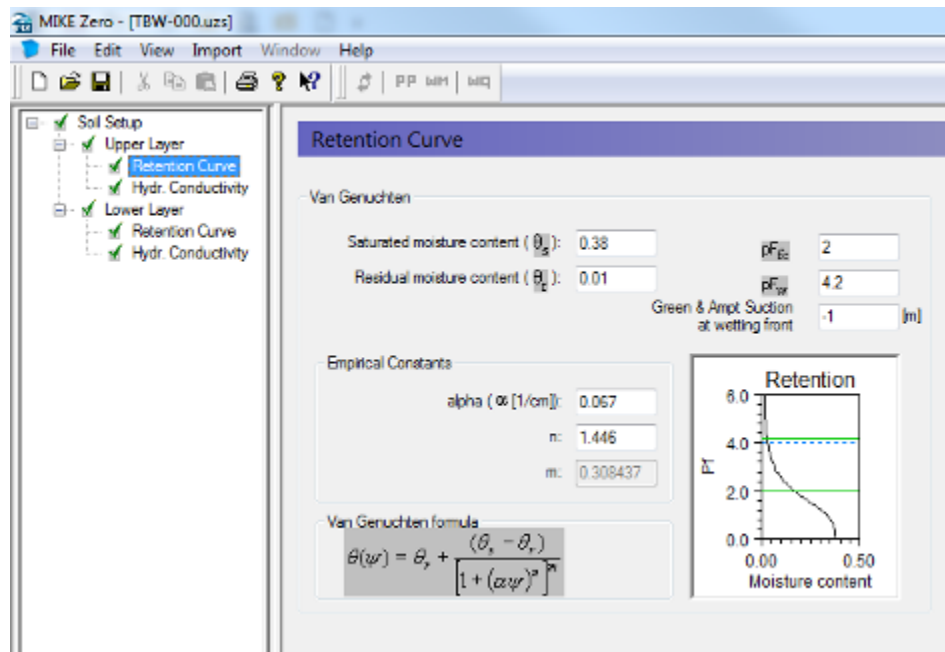 MIKE Zero - [TBW-000.uzs]
File Edit View Import Window Help
PP WM WQ
Soil Setup
Upper Layer
Retention Curve
Hydr. Conductivity
Lower Layer
Retention Curve
Hydr. Conductivity
Retention Curve
Van Genuchten
Saturated moisture content ( θs ): 0.38
pFfc 2
Residual moisture content ( θr ): 0.01
pFw 4.2
Green & Ampt Suction
at wetting front -1 [m]
Empirical Constants
alpha ( α [1/cm]): 0.067
n: 1.446
m: 0.308437
Van Genuchten formula
θ(ψ) = θr + (θs - θr) / [1 + (αψ)^n]^m
Retention
6.0
4.0
Pf
2.0
0.0
0.00 0.50
Moisture content